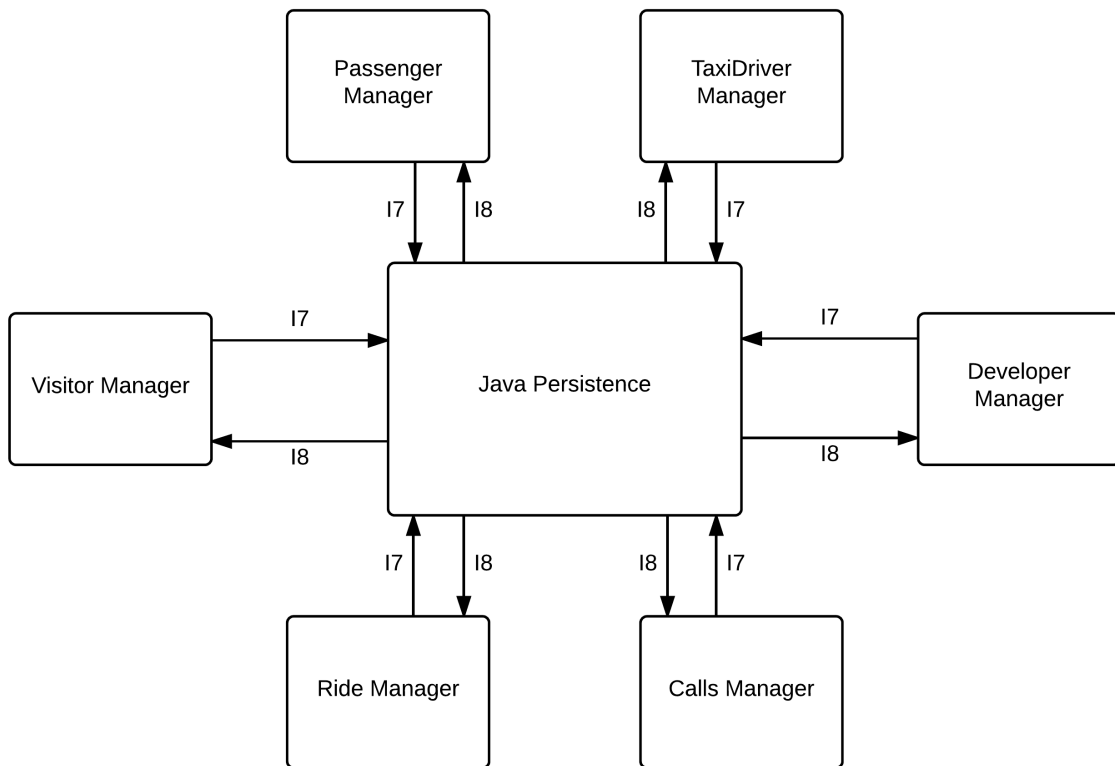 Passenger
Manager
TaxiDriver
Manager
I7
I8
I8
I7
I7
I7
Visitor Manager
Java Persistence
Developer
Manager
I8
I8
I7
I8
I8
I7
Ride Manager
Calls Manager